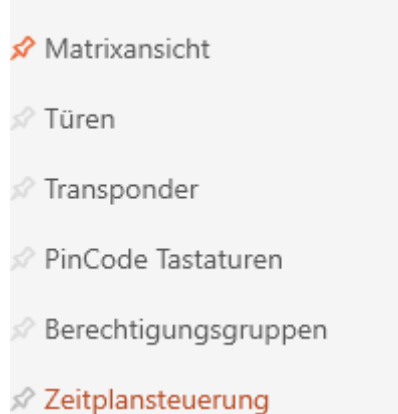 Matrixansicht
Türen
Transponder
PinCode Tastaturen
Berechtigungsgruppen
Zeitplansteuerung